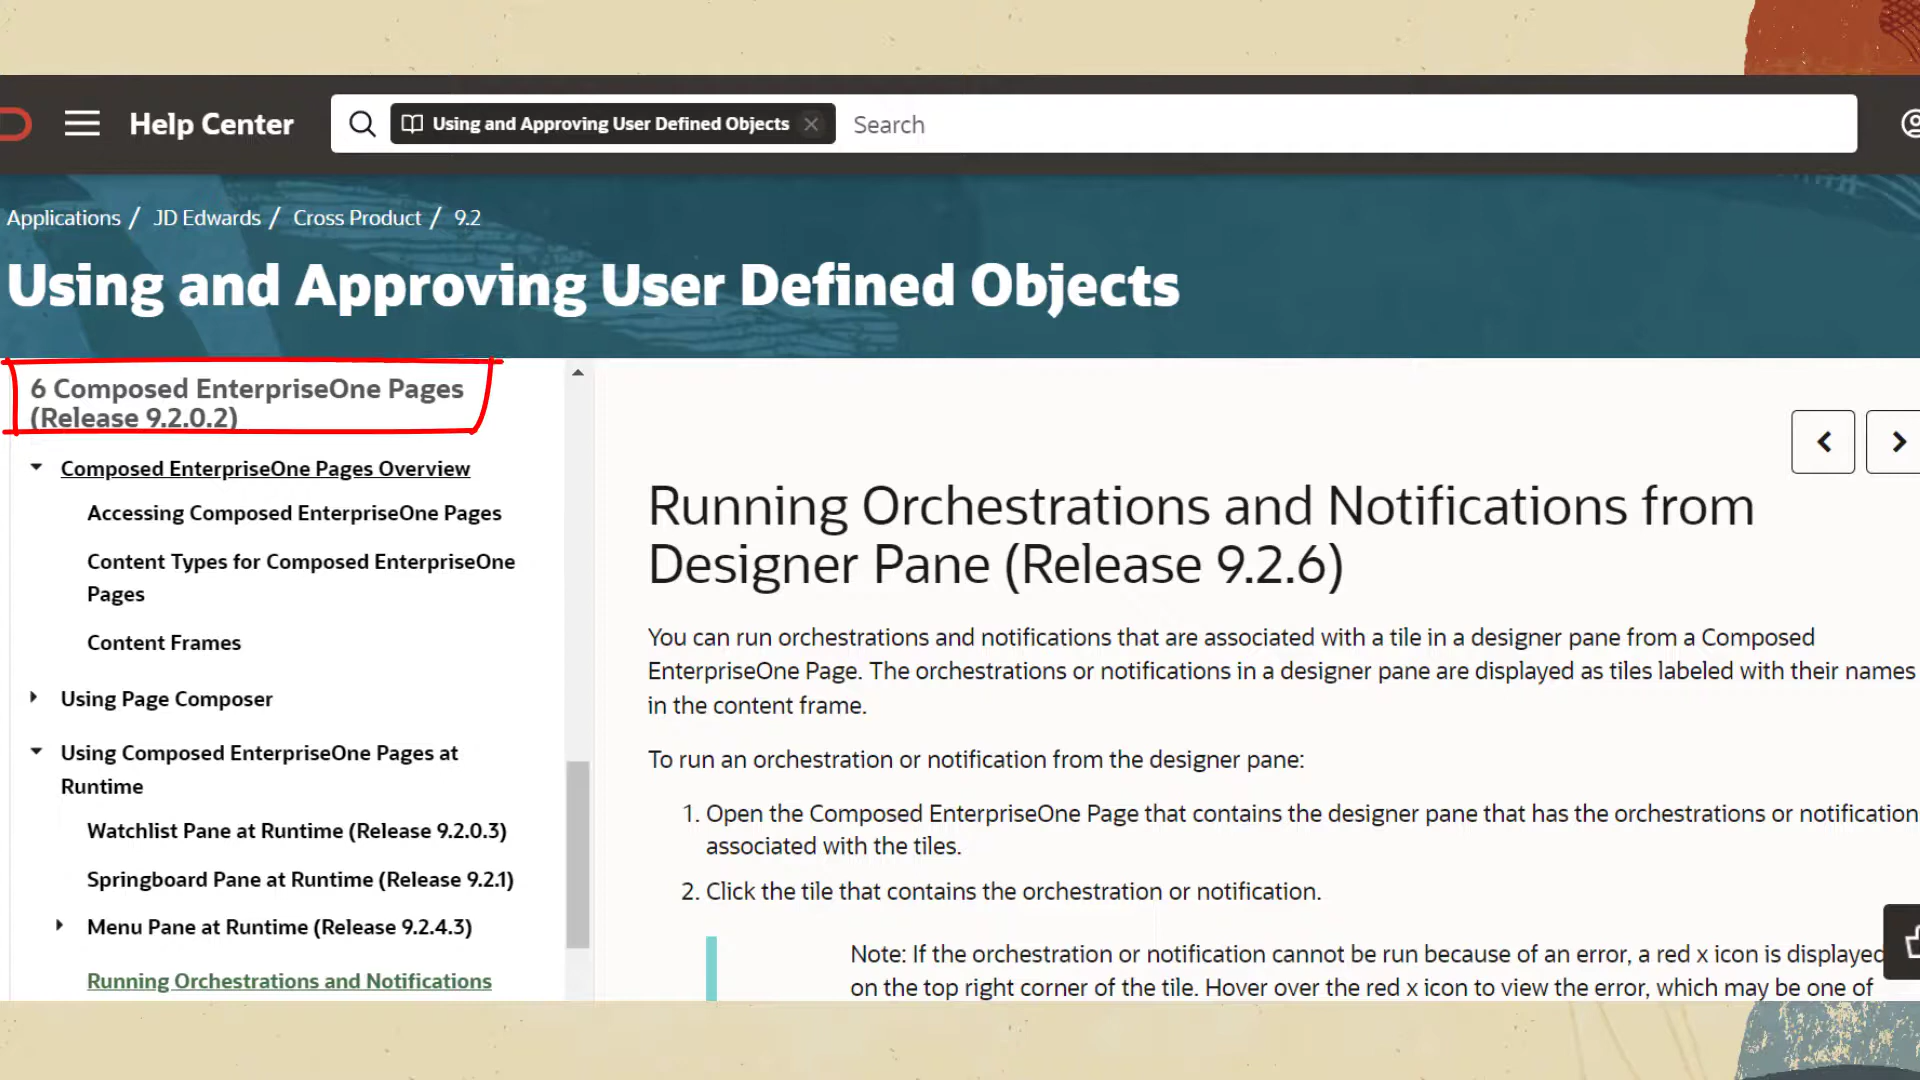 Help Center
Using and Approving User Defined Objects
Search
Applications / JD Edwards / Cross Product / 9.2
Using and Approving User Defined Objects
6 Composed EnterpriseOne Pages
(Release 9.2.0.2)
Composed EnterpriseOne Pages Overview
Accessing Composed EnterpriseOne Pages
Content Types for Composed EnterpriseOne
Pages
Content Frames
Using Page Composer
Using Composed EnterpriseOne Pages at
Runtime
Watchlist Pane at Runtime (Release 9.2.0.3)
Springboard Pane at Runtime (Release 9.2.1)
Menu Pane at Runtime (Release 9.2.4.3)
Running Orchestrations and Notifications
Running Orchestrations and Notifications from
Designer Pane (Release 9.2.6)
You can run orchestrations and notifications that are associated with a tile in a designer pane from a Composed
EnterpriseOne Page. The orchestrations or notifications in a designer pane are displayed as tiles labeled with their names
in the content frame.
To run an orchestration or notification from the designer pane:
1. Open the Composed EnterpriseOne Page that contains the designer pane that has the orchestrations or notification
associated with the tiles.
2. Click the tile that contains the orchestration or notification.
Note: If the orchestration or notification cannot be run because of an error, a red x icon is displayed
on the top right corner of the tile. Hover over the red x icon to view the error, which may be one of